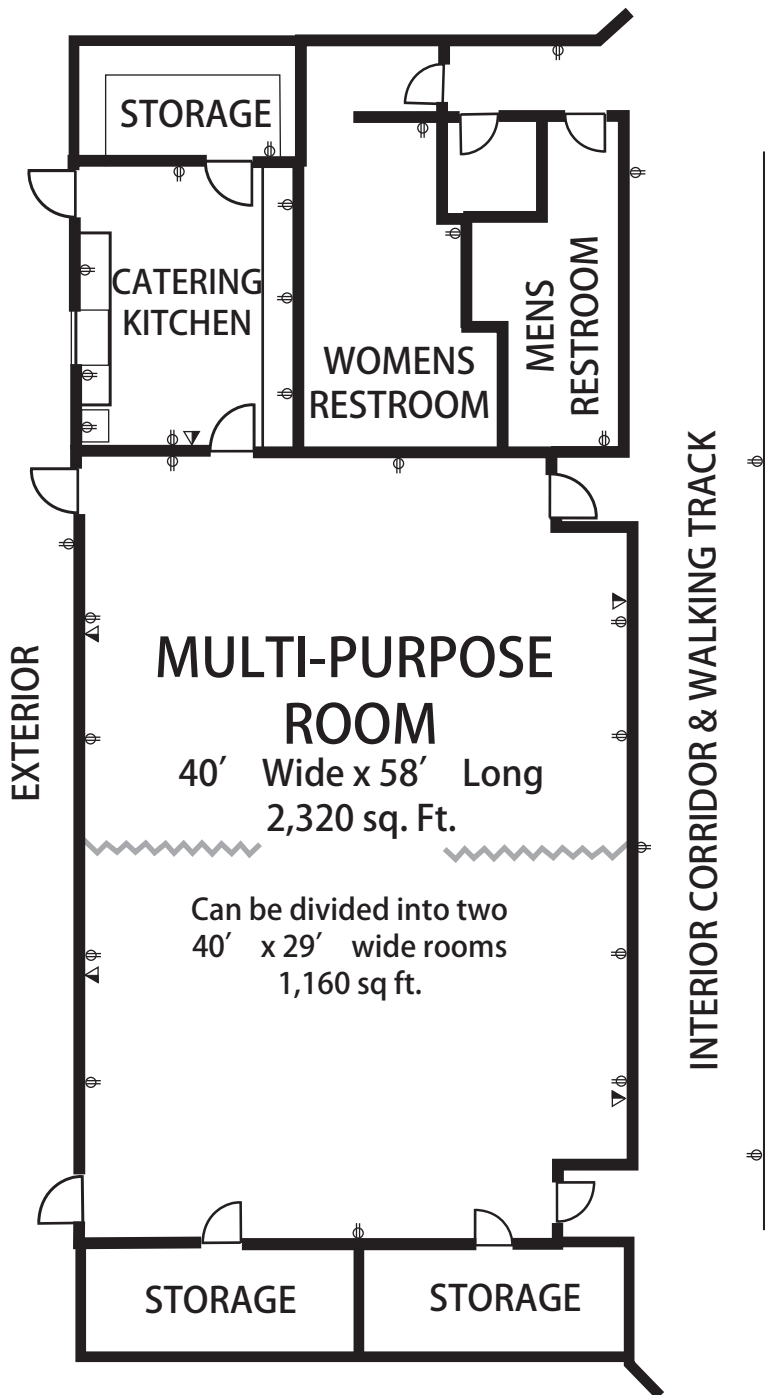 STORAGE
CATERING
KITCHEN
WOMENS
RESTROOM
MENS
RESTROOM
EXTERIOR
MULTI-PURPOSE
ROOM
40′ Wide x 58′ Long
2,320 sq. Ft.
Can be divided into two
40′ x 29′ wide rooms
1,160 sq ft.
INTERIOR CORRIDOR & WALKING TRACK
STORAGE
STORAGE